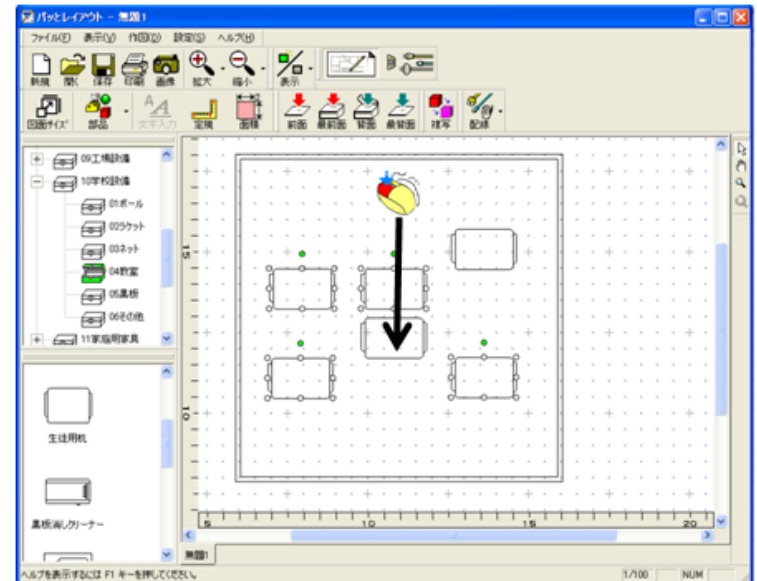 パッとレイアウト - 無題1
ファイル(F) 表示(V) 作図(D) 設定(S) ヘルプ(H)
新規 開く 保存 印刷 画像 拡大 縮小 表示
図面サイズ 部品 文字入力 定規 面積 前面 最前面 背面 最背面 複写 配線
09工場設備
10学校設備
01ボール
02ラケット
03ネット
04教室
05黒板
06その他
11家庭用家具
生徒用机
黒板消しクリーナー
15
10
5 10 15 20
無題1
ヘルプを表示するには F1 キーを押してください。 1/100 NUM